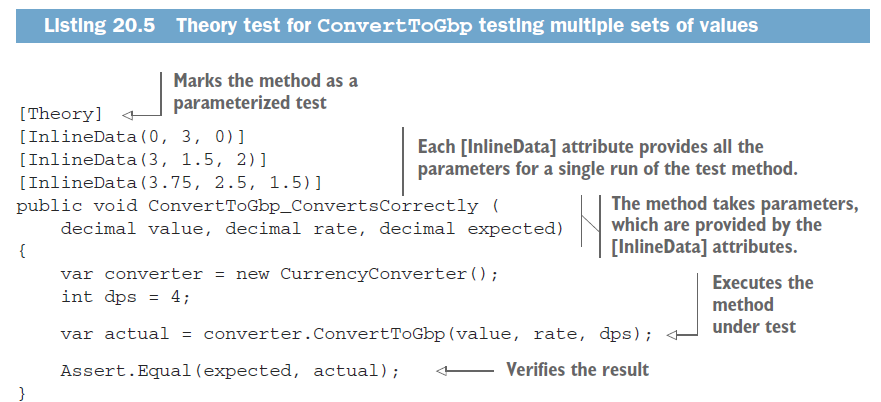 Listing 20.5 Theory test for ConvertToGbp testing multiple sets of values
Marks the method as a
parameterized test
[Theory]
[InlineData(0, 3, 0)]
[InlineData(3, 1.5, 2)]
[InlineData(3.75, 2.5, 1.5)]
Each [InlineData] attribute provides all the
parameters for a single run of the test method.
public void ConvertToGbp_ConvertsCorrectly (
decimal value, decimal rate, decimal expected)
The method takes parameters,
which are provided by the
[InlineData] attributes.
{
var converter = new CurrencyConverter();
int dps = 4;
var actual = converter.ConvertToGbp(value, rate, dps);
Executes the
method
under test
Assert.Equal(expected, actual);
Verifies the result
}